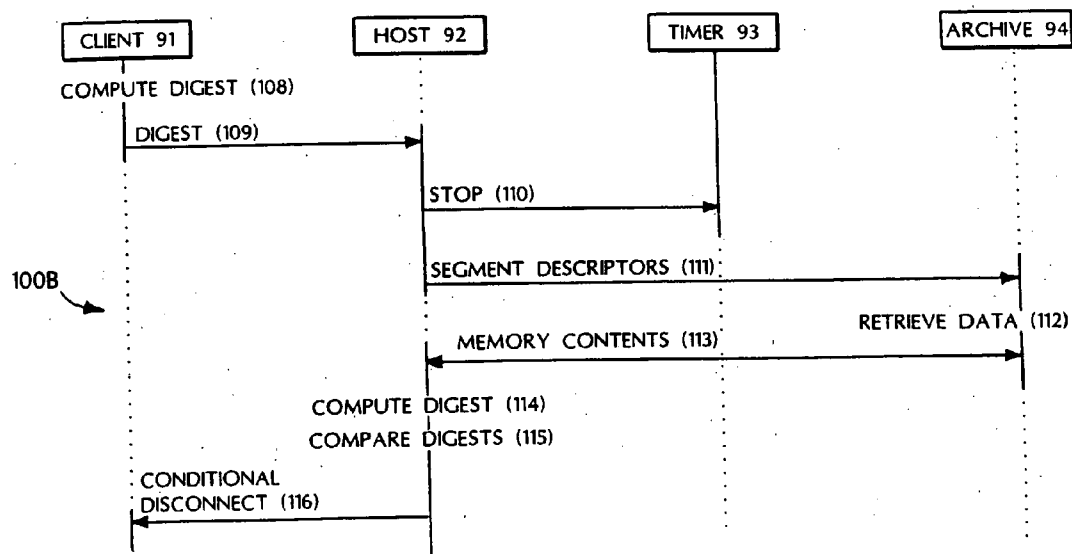 CLIENT 91
HOST 92
TIMER 93
ARCHIVE 94
COMPUTE DIGEST (108)
DIGEST (109)
STOP (110)
SEGMENT DESCRIPTORS (111)
100B
RETRIEVE DATA (112)
MEMORY CONTENTS (113)
COMPUTE DIGEST (114)
COMPARE DIGESTS (115)
CONDITIONAL
DISCONNECT (116)